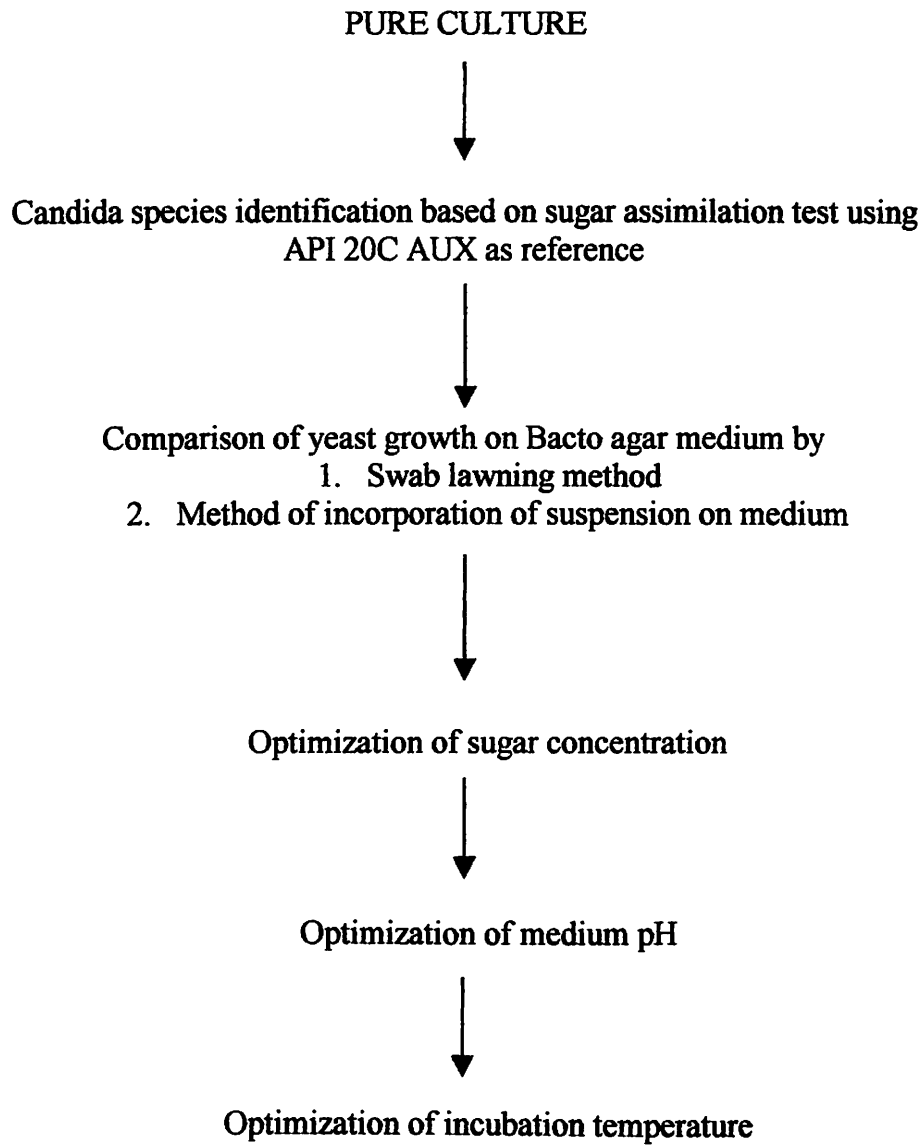 PURE CULTURE
Candida species identification based on sugar assimilation test using
API 20C AUX as reference
Comparison of yeast growth on Bacto agar medium by
1. Swab lawning method
2. Method of incorporation of suspension on medium
Optimization of sugar concentration
Optimization of medium pH
Optimization of incubation temperature